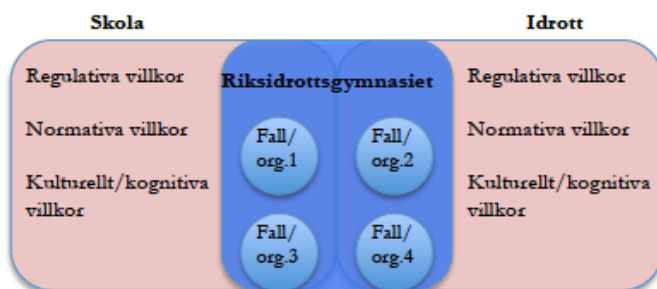 Skola
Idrott
Regulativa villkor
Normativa villkor
Kulturellt/kognitiva
villkor
Riksidrottsgymnasiet
Fall/
org.1
Fall/
org.2
Fall/
org.3
Fall/
org.4
Regulativa villkor
Normativa villkor
Kulturellt/kognitiva
villkor